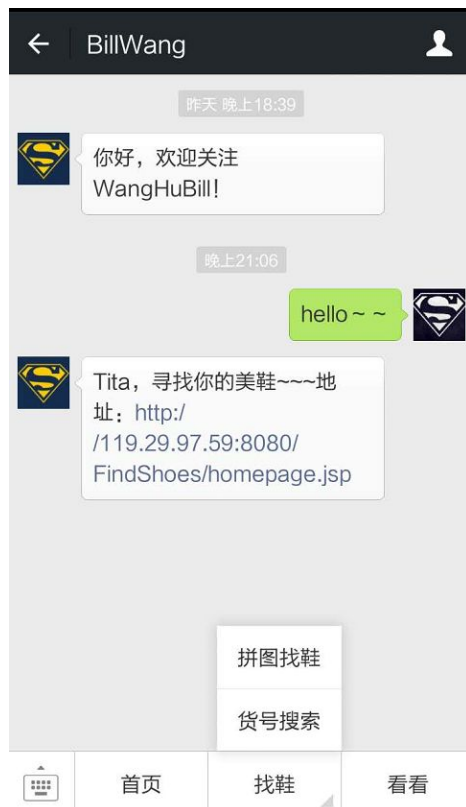 BillWang
昨天 晚上18:39
你好，欢迎关注
WangHuBill!
晚上21:06
hello～～
Tita，寻找你的美鞋~~~地
址：http:/
/119.29.97.59:8080/
FindShoes/homepage.jsp
拼图找鞋
货号搜索
首页
找鞋
看看